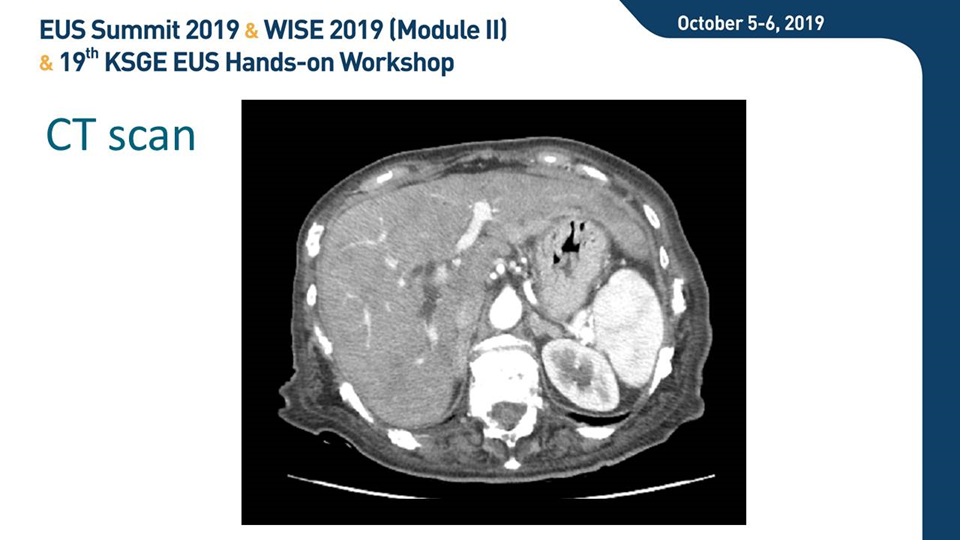 EUS Summit 2019 & WISE 2019 (Module II)
& 19th KSGE EUS Hands-on Workshop
October 5-6, 2019
CT scan